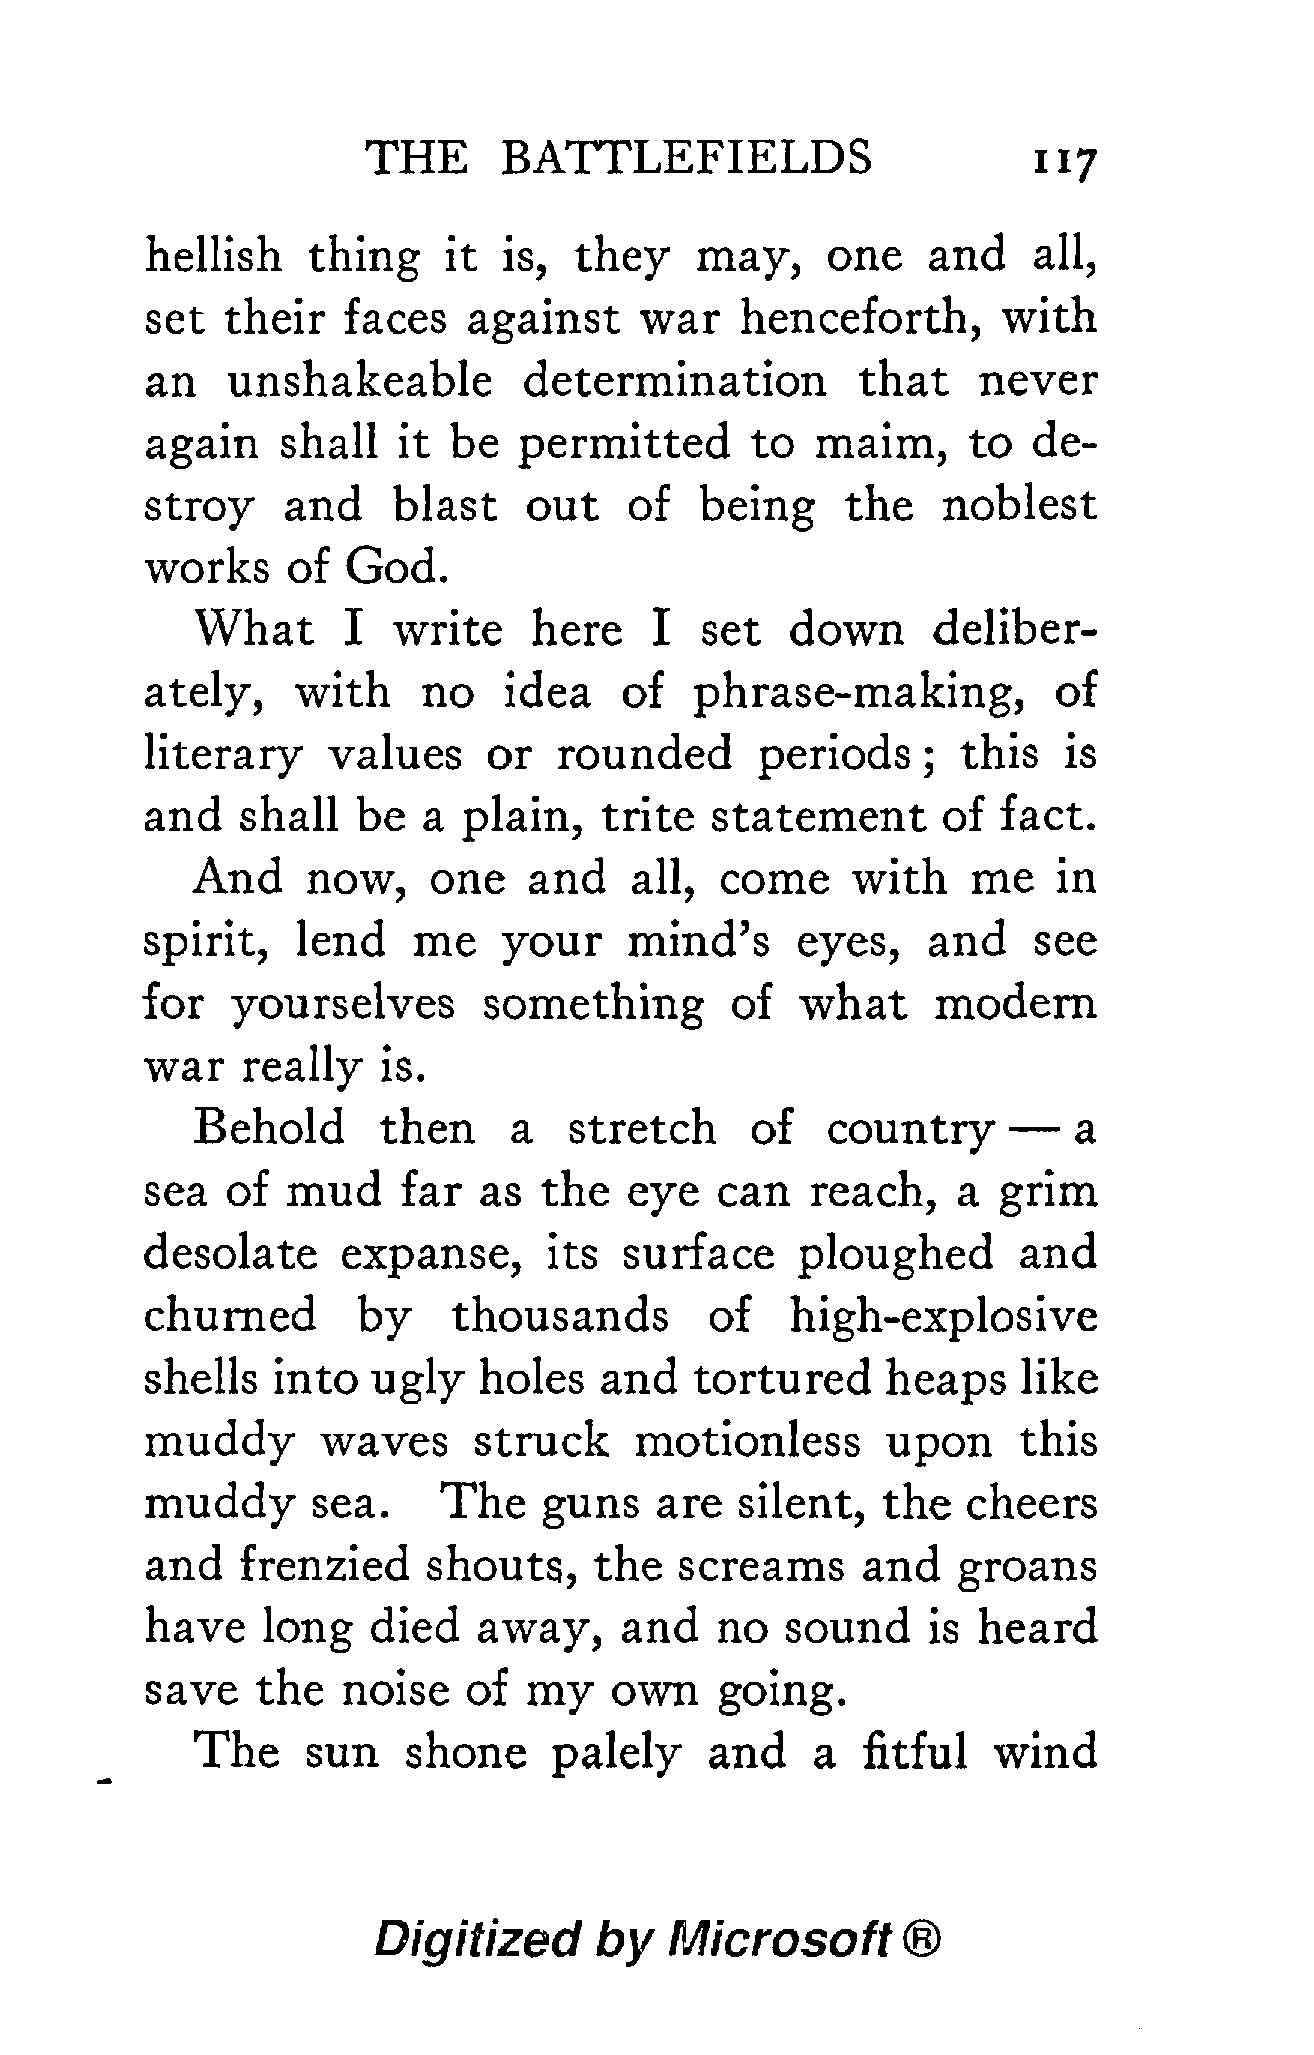 THE BATTLEFIELDS 117
hellish thing it is, they may, one and all,
set their faces against war henceforth, with
an unshakeable determination that never
again shall it be permitted to maim, to de-
stroy and blast out of being the noblest
works of God.
What I write here I set down deliber-
ately, with no idea of phrase-making, of
literary values or rounded periods ; this is
and shall be a plain, trite statement of fact.
And now, one and all, come with me in
spirit, lend me your mind's eyes, and see
for yourselves something of what modern
war really is.
Behold then a stretch of country — a
sea of mud far as the eye can reach, a grim
desolate expanse, its surface ploughed and
churned by thousands of high-explosive
shells into ugly holes and tortured heaps like
muddy waves struck motionless upon this
muddy sea. The guns are silent, the cheers
and frenzied shouts, the screams and groans
have long died away, and no sound is heard
save the noise of my own going.
The sun shone palely and a fitful wind
Digitized by Microsoft ®